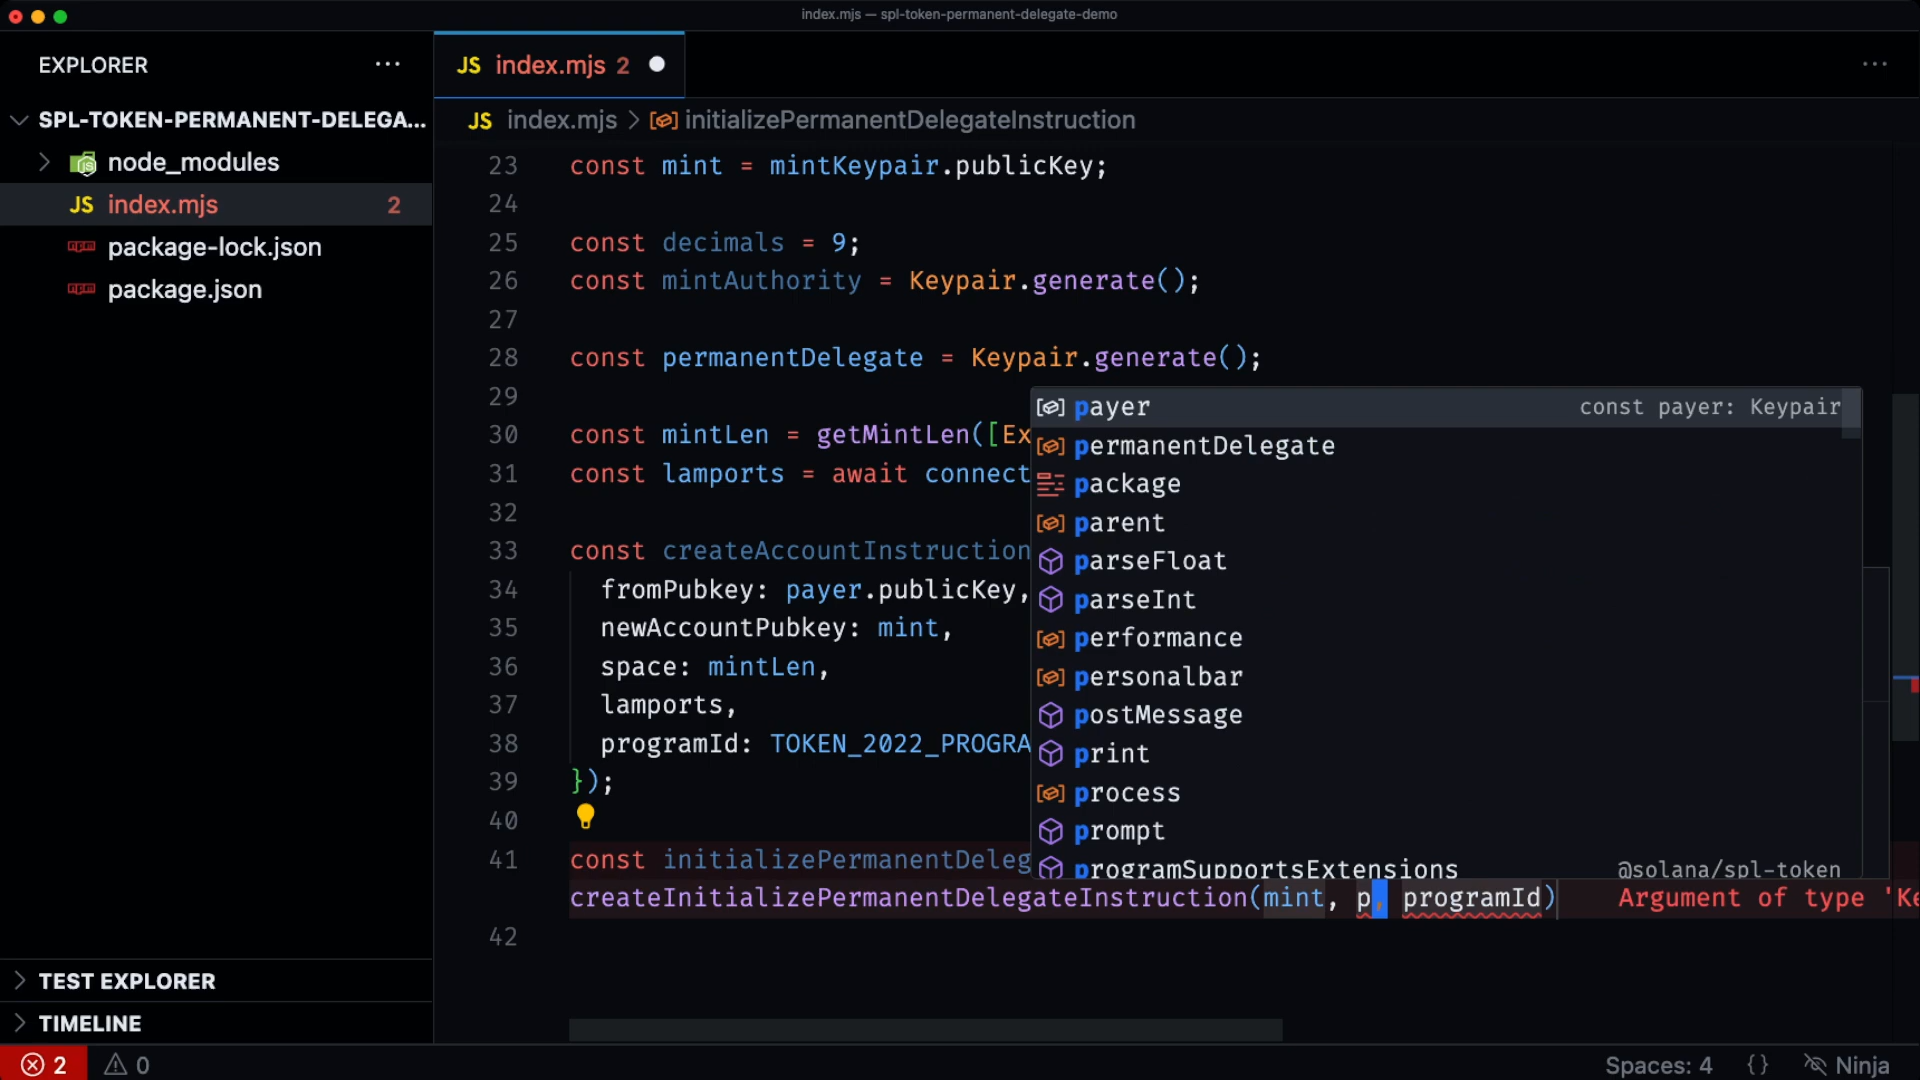 index.mjs — spl-token-permanent-delegate-demo
EXPLORER
JS index.mjs 2
SPL-TOKEN-PERMANENT-DELEGA...
node_modules
JS index.mjs 2
package-lock.json
package.json
JS index.mjs > initializePermanentDelegateInstruction
23 const mint = mintKeypair.publicKey;
24
25 const decimals = 9;
26 const mintAuthority = Keypair.generate();
27
28 const permanentDelegate = Keypair.generate();
29
30 const mintLen = getMintLen([Ex
31 const lamports = await connect
32
33 const createAccountInstruction
34 fromPubkey: payer.publicKey,
35 newAccountPubkey: mint,
36 space: mintLen,
37 lamports,
38 programId: TOKEN_2022_PROGRA
39 });
40
41 const initializePermanentDeleg
createInitializePermanentDelegateInstruction(mint, p, programId) Argument of type 'Ke
42
payer const payer: Keypair
permanentDelegate
package
parent
parseFloat
parseInt
performance
personalbar
postMessage
print
process
prompt
programSupportsExtensions @solana/spl-token
TEST EXPLORER
TIMELINE
2 0
Spaces: 4 {} Ninja